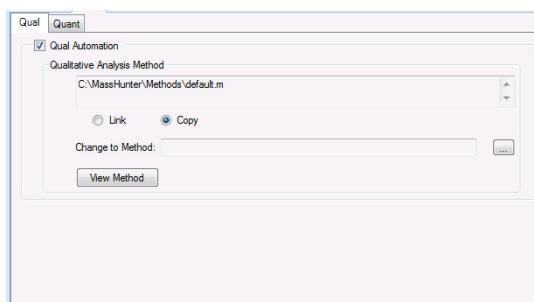 Qual Quant
Qual Automation
Qualitative Analysis Method
C:\MassHunter\Methods\default.m
Link Copy
Change to Method: ...
View Method